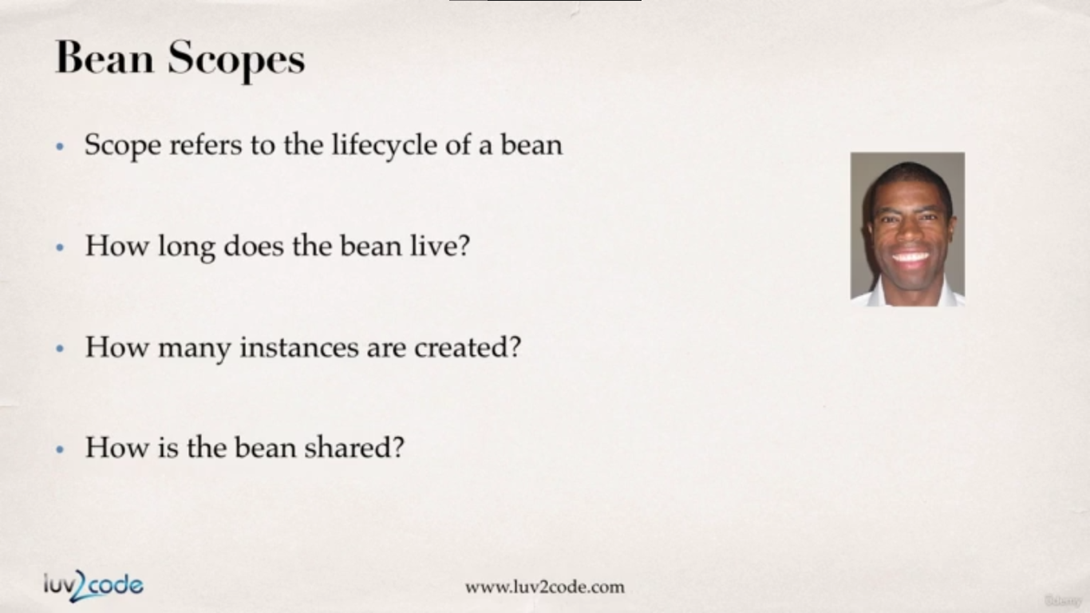 Bean Scopes
• Scope refers to the lifecycle of a bean
• How long does the bean live?
• How many instances are created?
• How is the bean shared?
luv2code
www.luv2code.com
Udemy